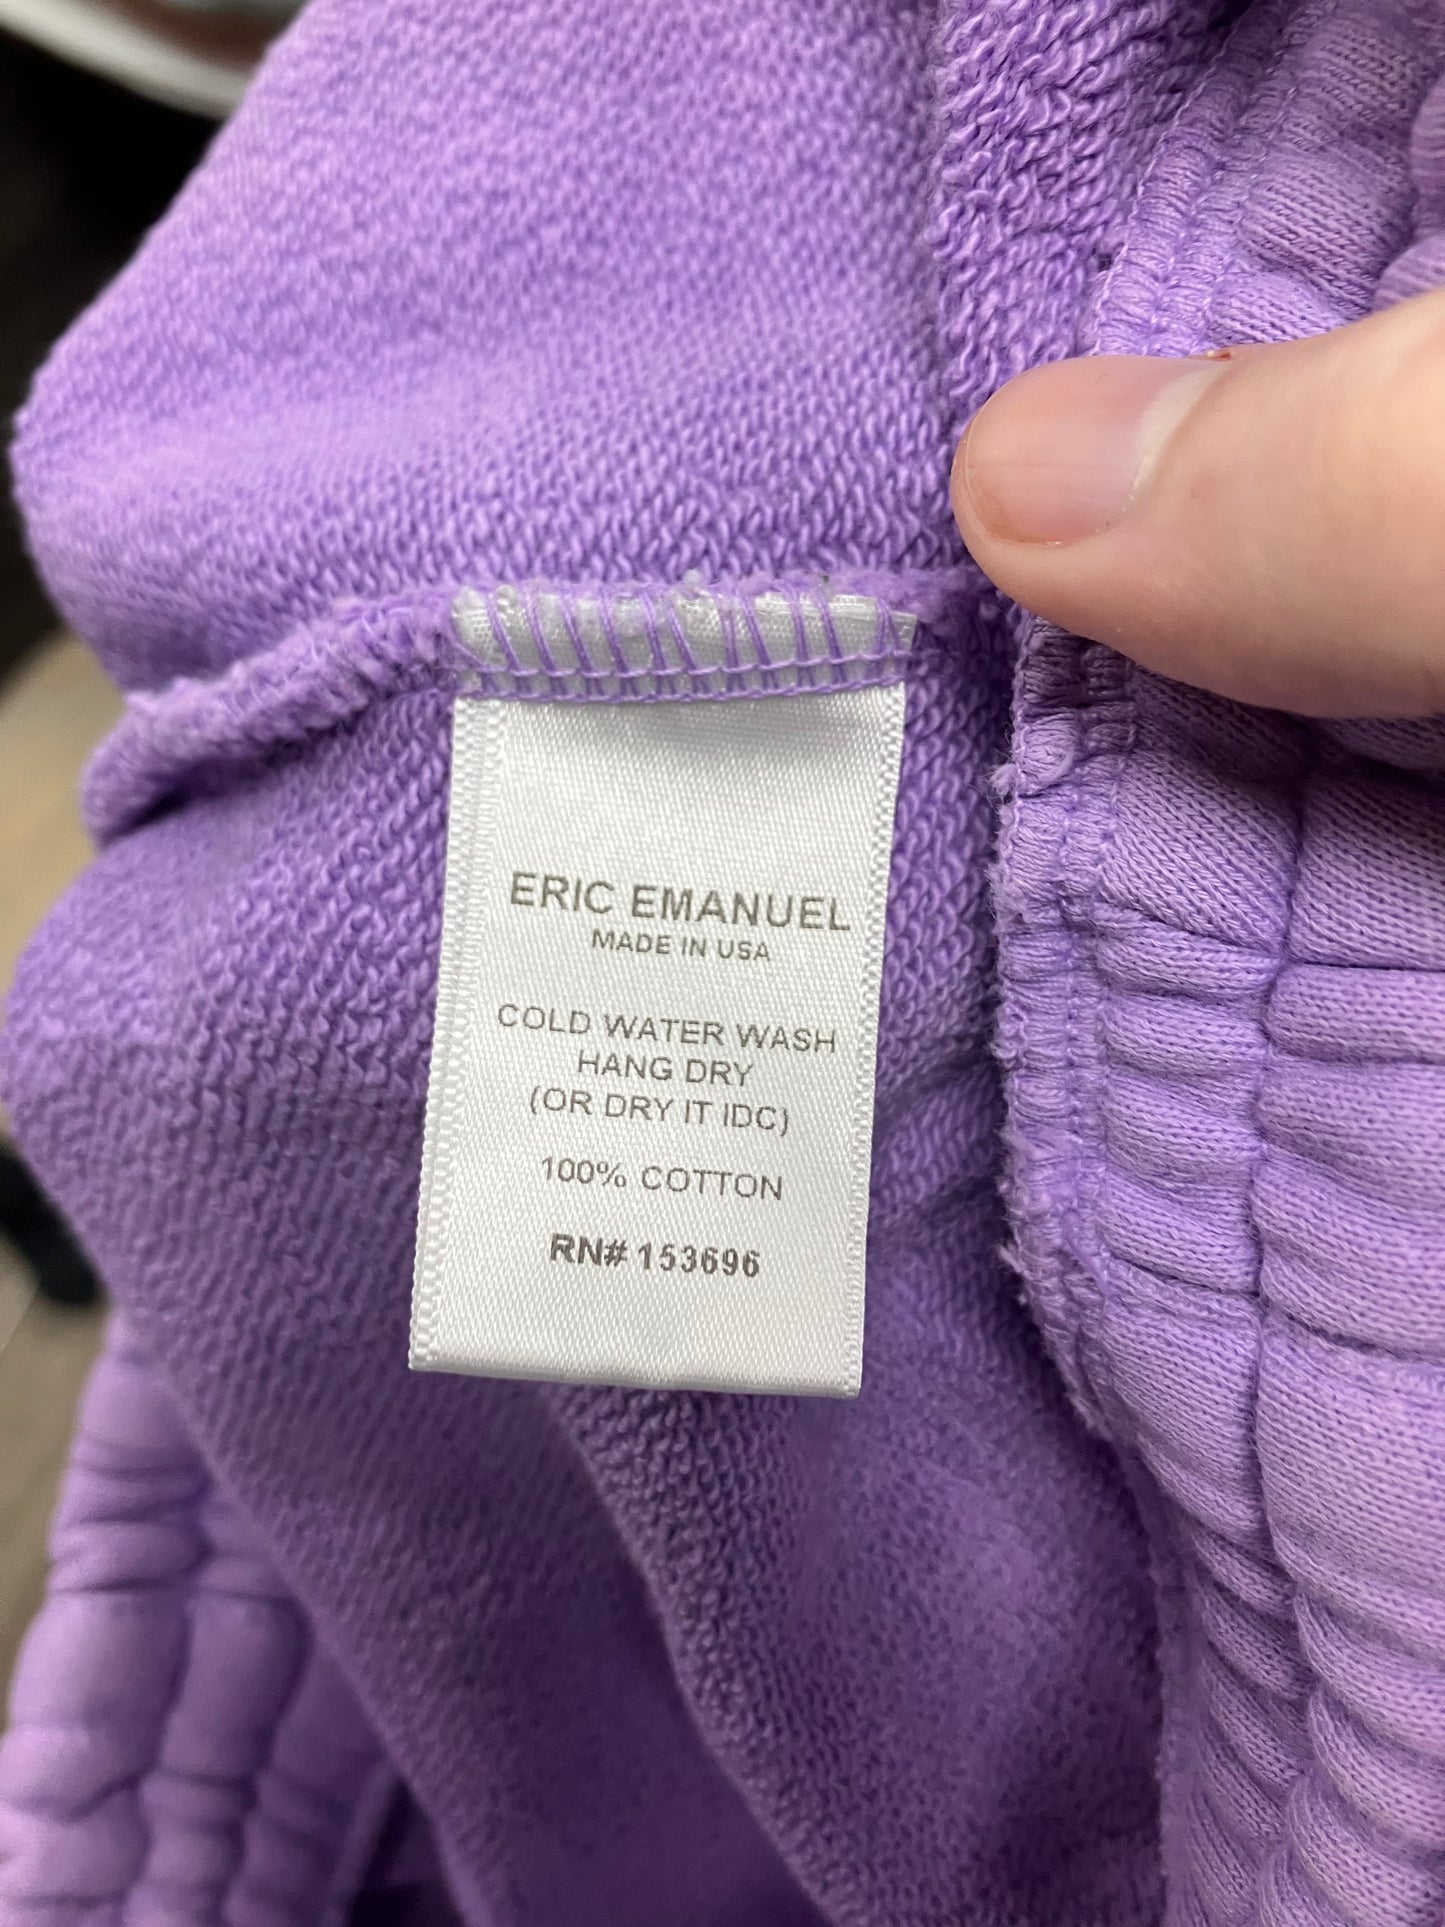 ERIC EMANUEL
MADE IN USA
COLD WATER WASH
HANG DRY
(OR DRY IT IDC)
100% COTTON
RN# 153696